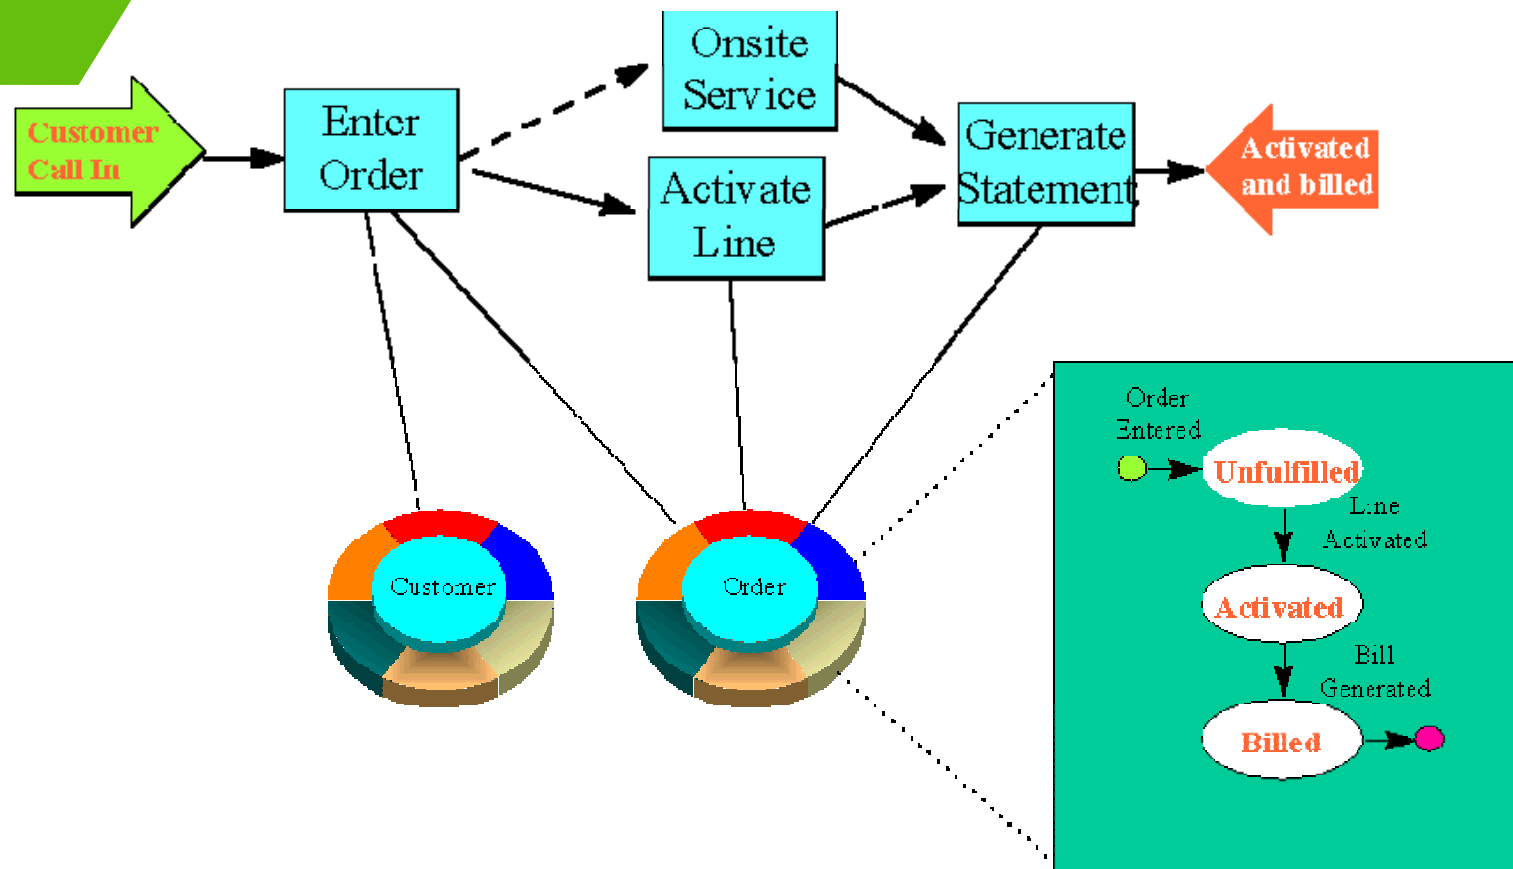 Customer
Call In
Enter
Order
Onsite
Service
Activate
Line
Generate
Statement
Activated
and billed
Customer
Order
Order
Entered
Unfulfilled
Line
Activated
Activated
Bill
Generated
Billed